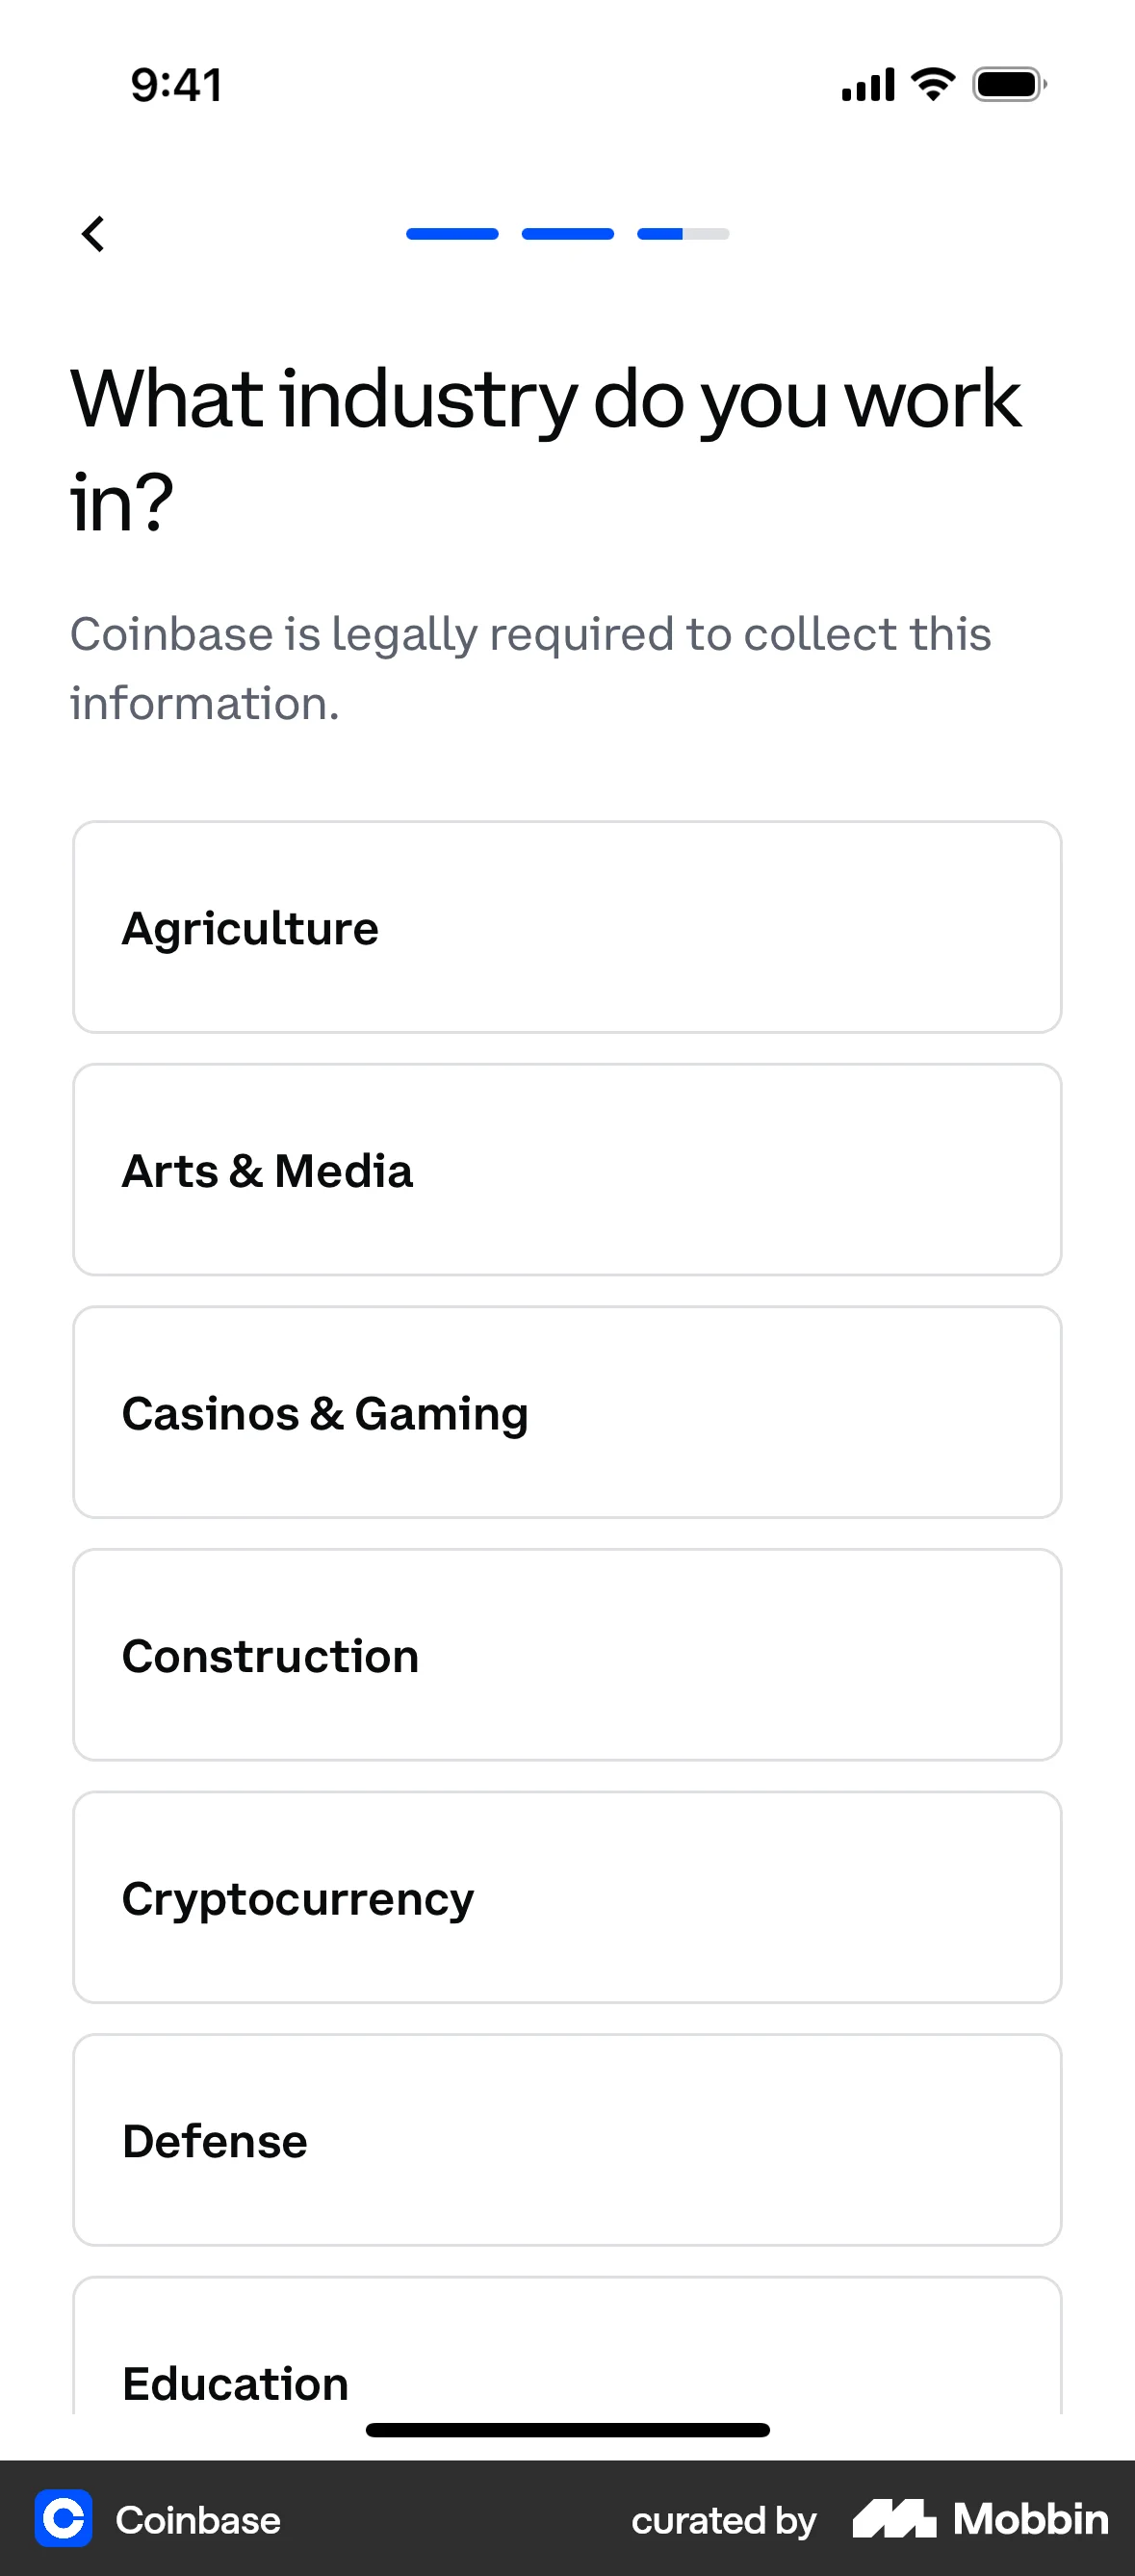 9:41
What industry do you work
in?
Coinbase is legally required to collect this
information.
Agriculture
Arts & Media
Casinos & Gaming
Construction
Cryptocurrency
Defense
Education
Coinbase
curated by Mobbin